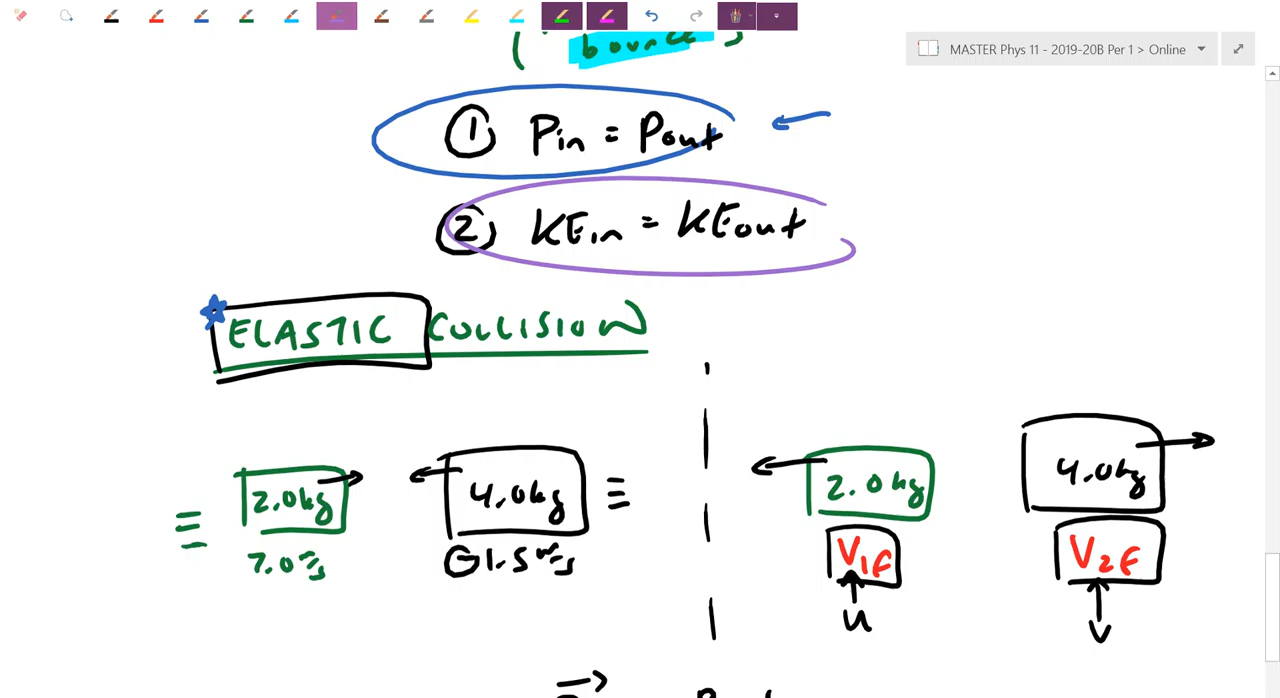 MASTER Phys 11 - 2019-20B Per 1 > Online
( bounce )
① Pin = Pout
② KEin = KEout
ELASTIC COLLISION
2.0kg 4.0kg 2.0kg 4.0kg
7.0 m/s ⊖1.5 m/s V1f V2f
u v